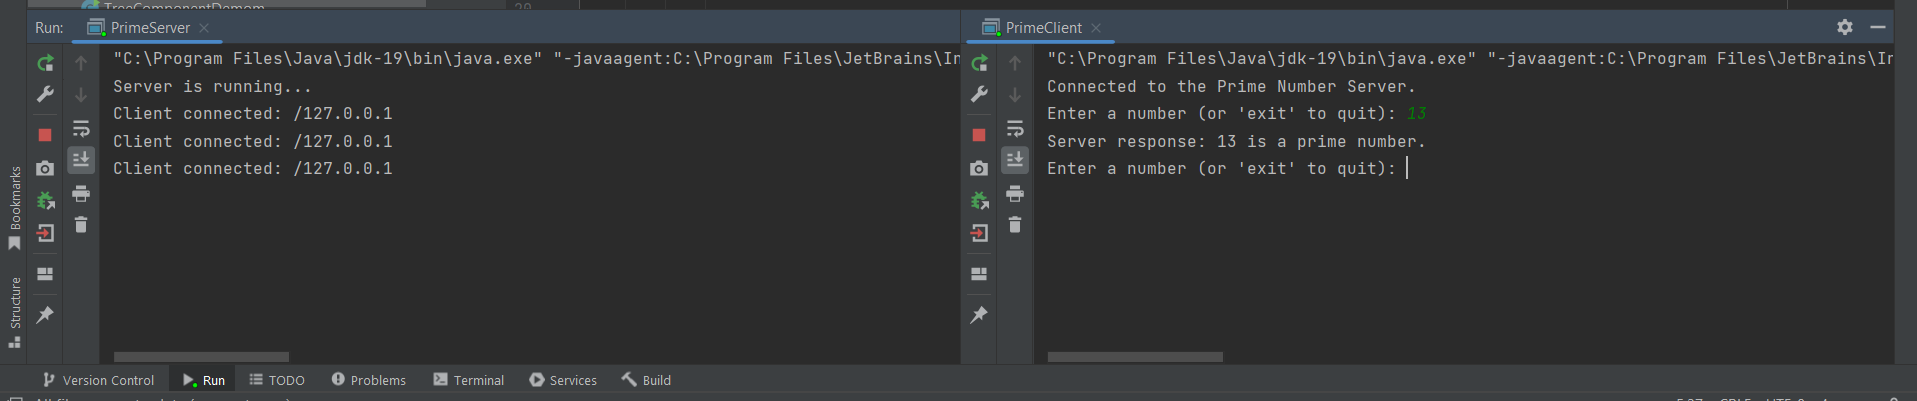 TreeComponentDemom
20
Run: PrimeServer
PrimeClient
"C:\Program Files\Java\jdk-19\bin\java.exe" "-javaagent:C:\Program Files\JetBrains\In
Server is running...
Client connected: /127.0.0.1
Client connected: /127.0.0.1
Client connected: /127.0.0.1
"C:\Program Files\Java\jdk-19\bin\java.exe" "-javaagent:C:\Program Files\JetBrains\In
Connected to the Prime Number Server.
Enter a number (or 'exit' to quit): 13
Server response: 13 is a prime number.
Enter a number (or 'exit' to quit):
Bookmarks
Structure
Version Control Run TODO Problems Terminal Services Build